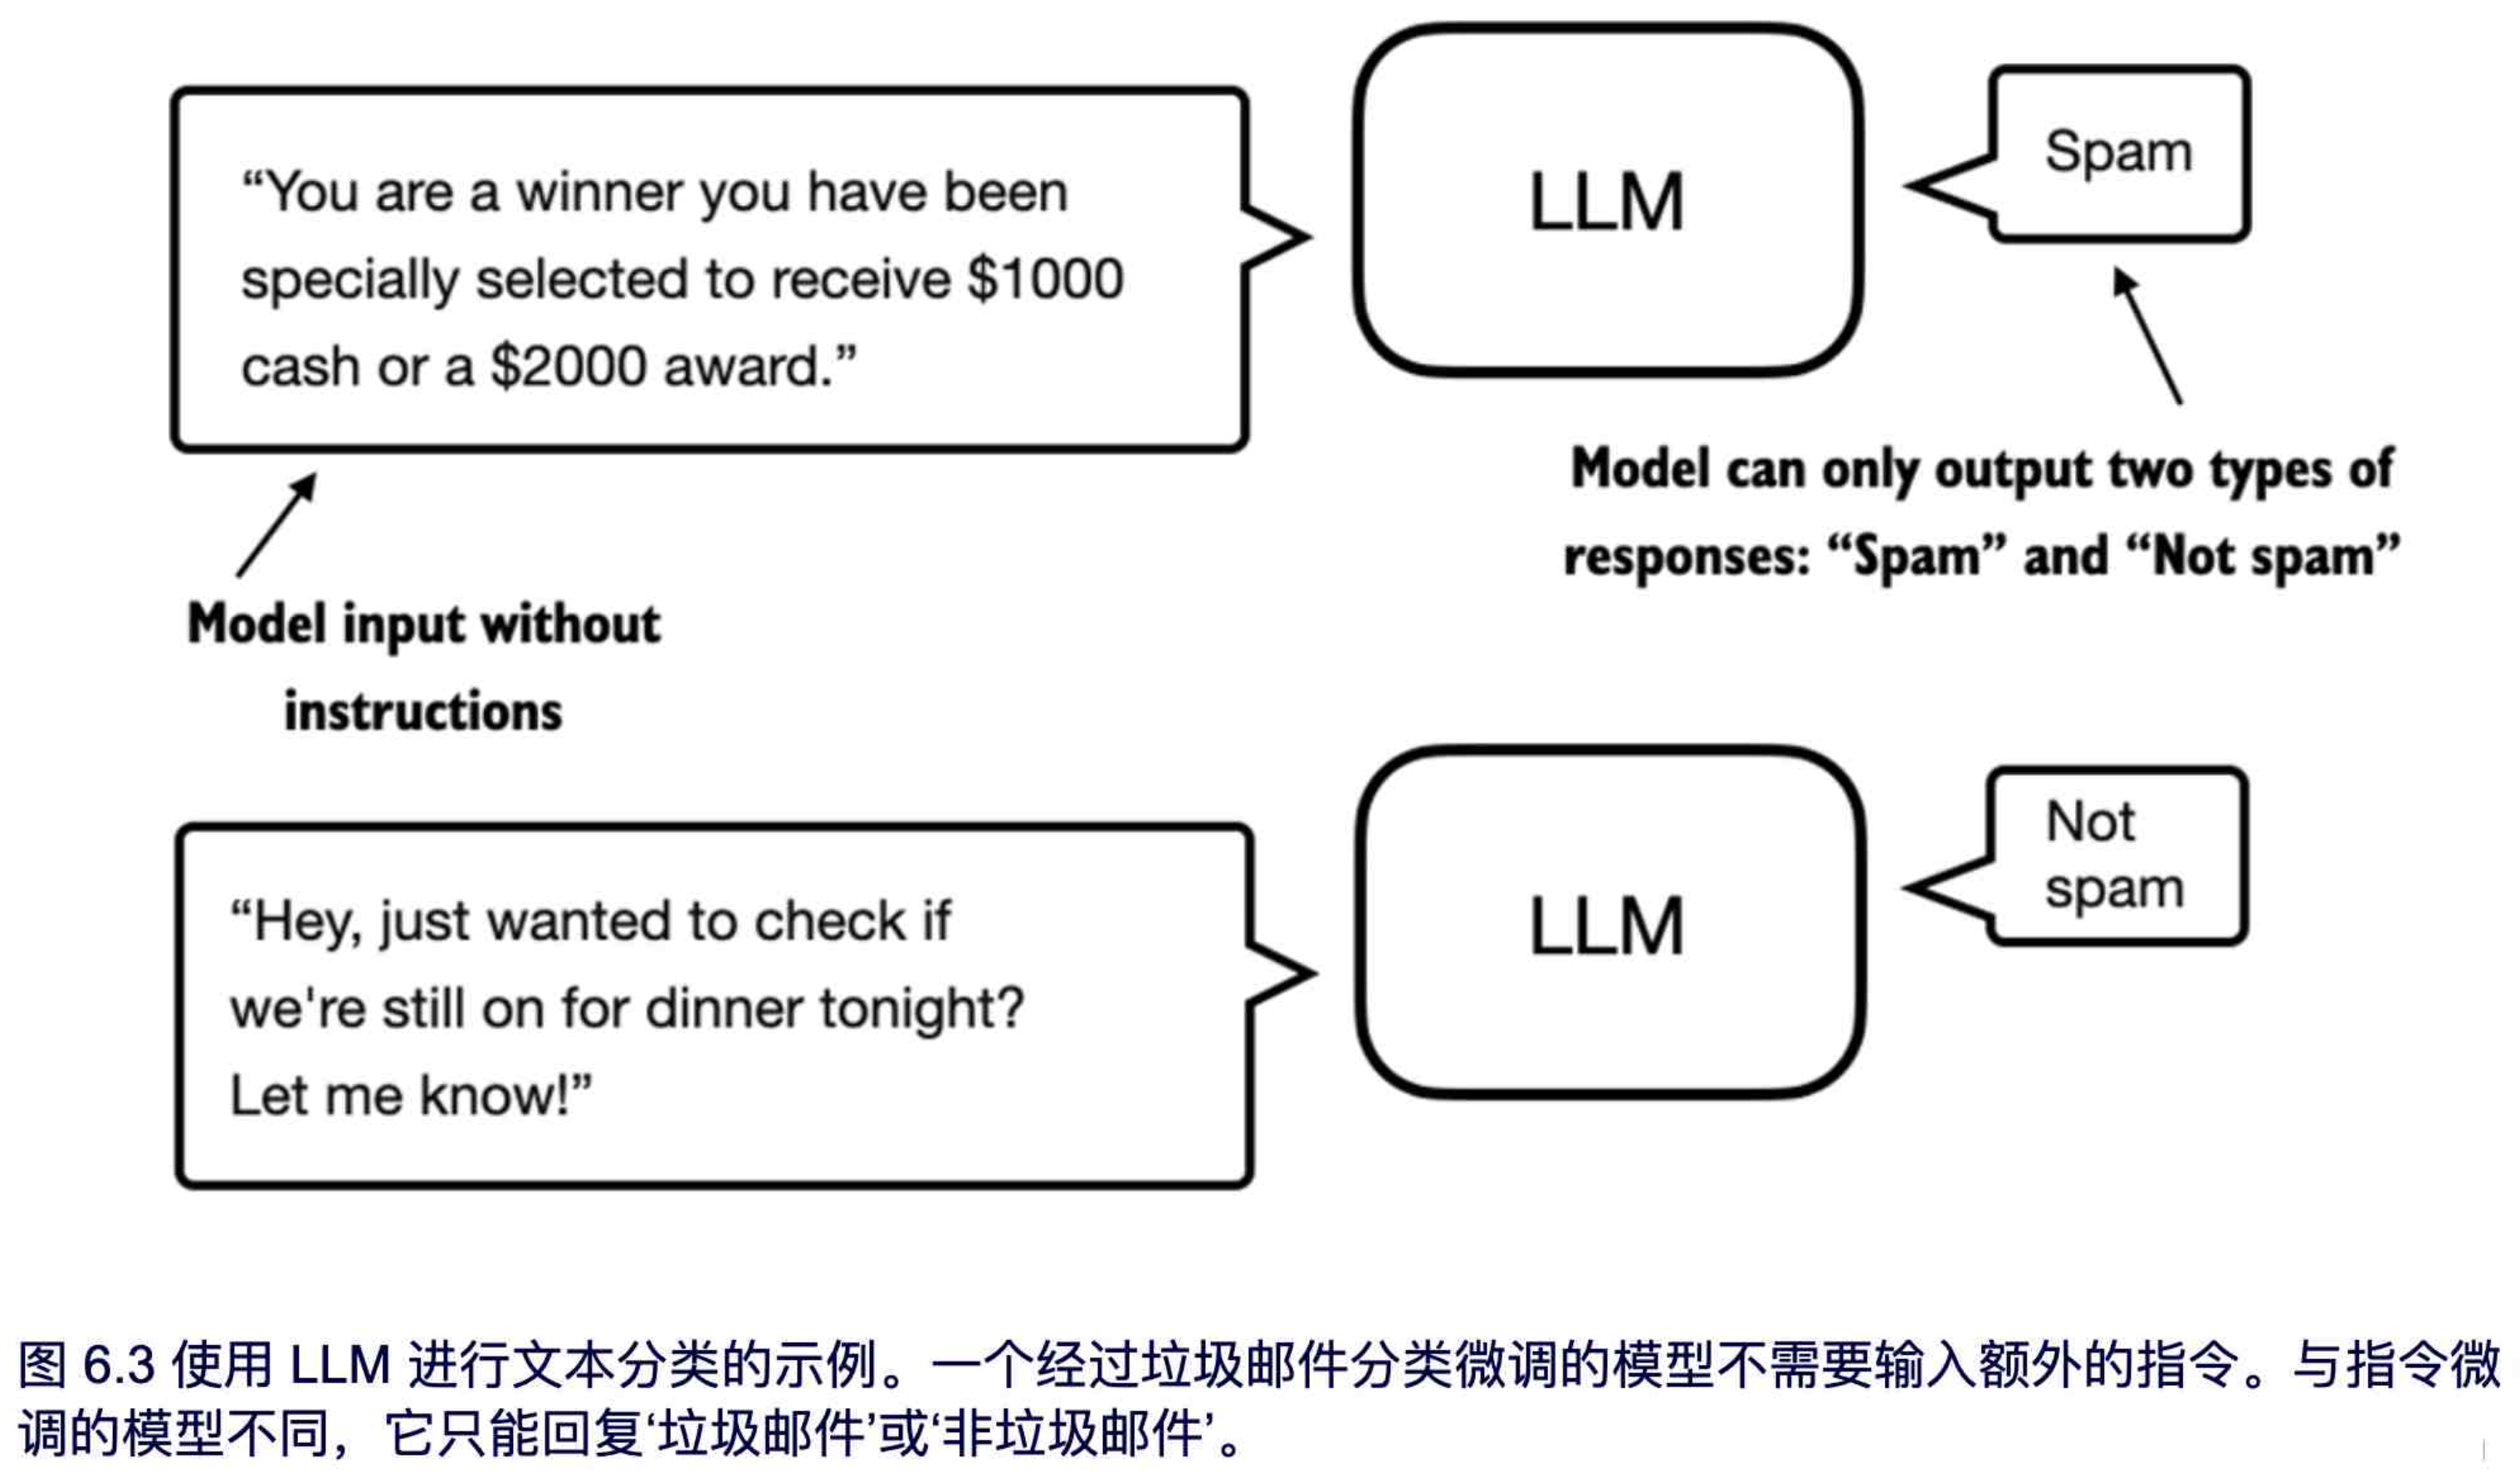 “You are a winner you have been
specially selected to receive $1000
cash or a $2000 award.”
LLM
Spam
Model can only output two types of
responses: “Spam” and “Not spam”
Model input without
instructions
“Hey, just wanted to check if
we're still on for dinner tonight?
Let me know!”
LLM
Not
spam
图 6.3 使用 LLM 进行文本分类的示例。 一个经过垃圾邮件分类微调的模型不需要输入额外的指令。与指令微
调的模型不同，它只能回复‘垃圾邮件’或‘非垃圾邮件’。